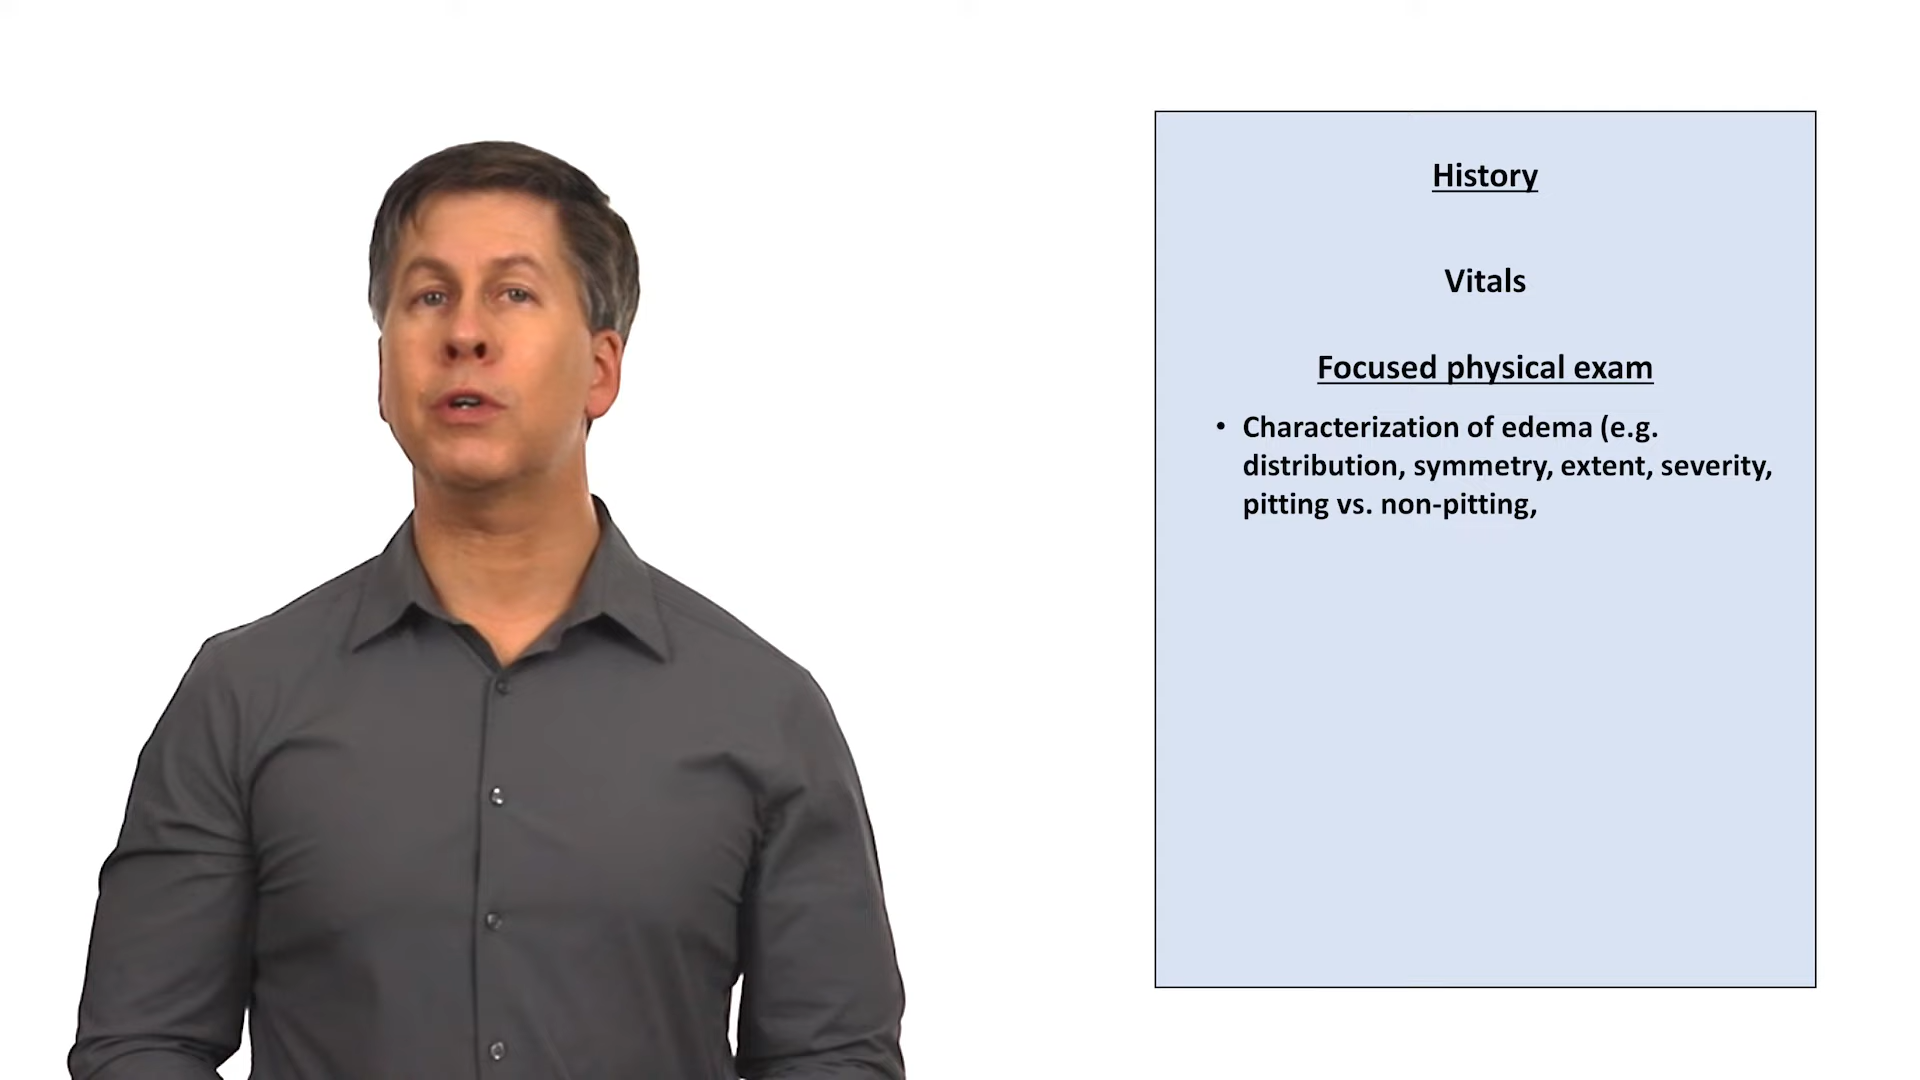 History
Vitals
Focused physical exam
• Characterization of edema (e.g.
distribution, symmetry, extent, severity,
pitting vs. non-pitting,